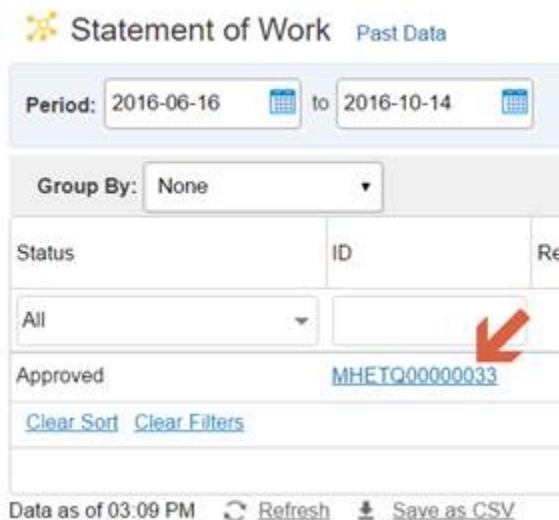 Statement of Work Past Data
Period: 2016-06-16 to 2016-10-14
Group By: None
Status ID Re
All
Approved MHETQ00000033
Clear Sort Clear Filters
Data as of 03:09 PM Refresh Save as CSV